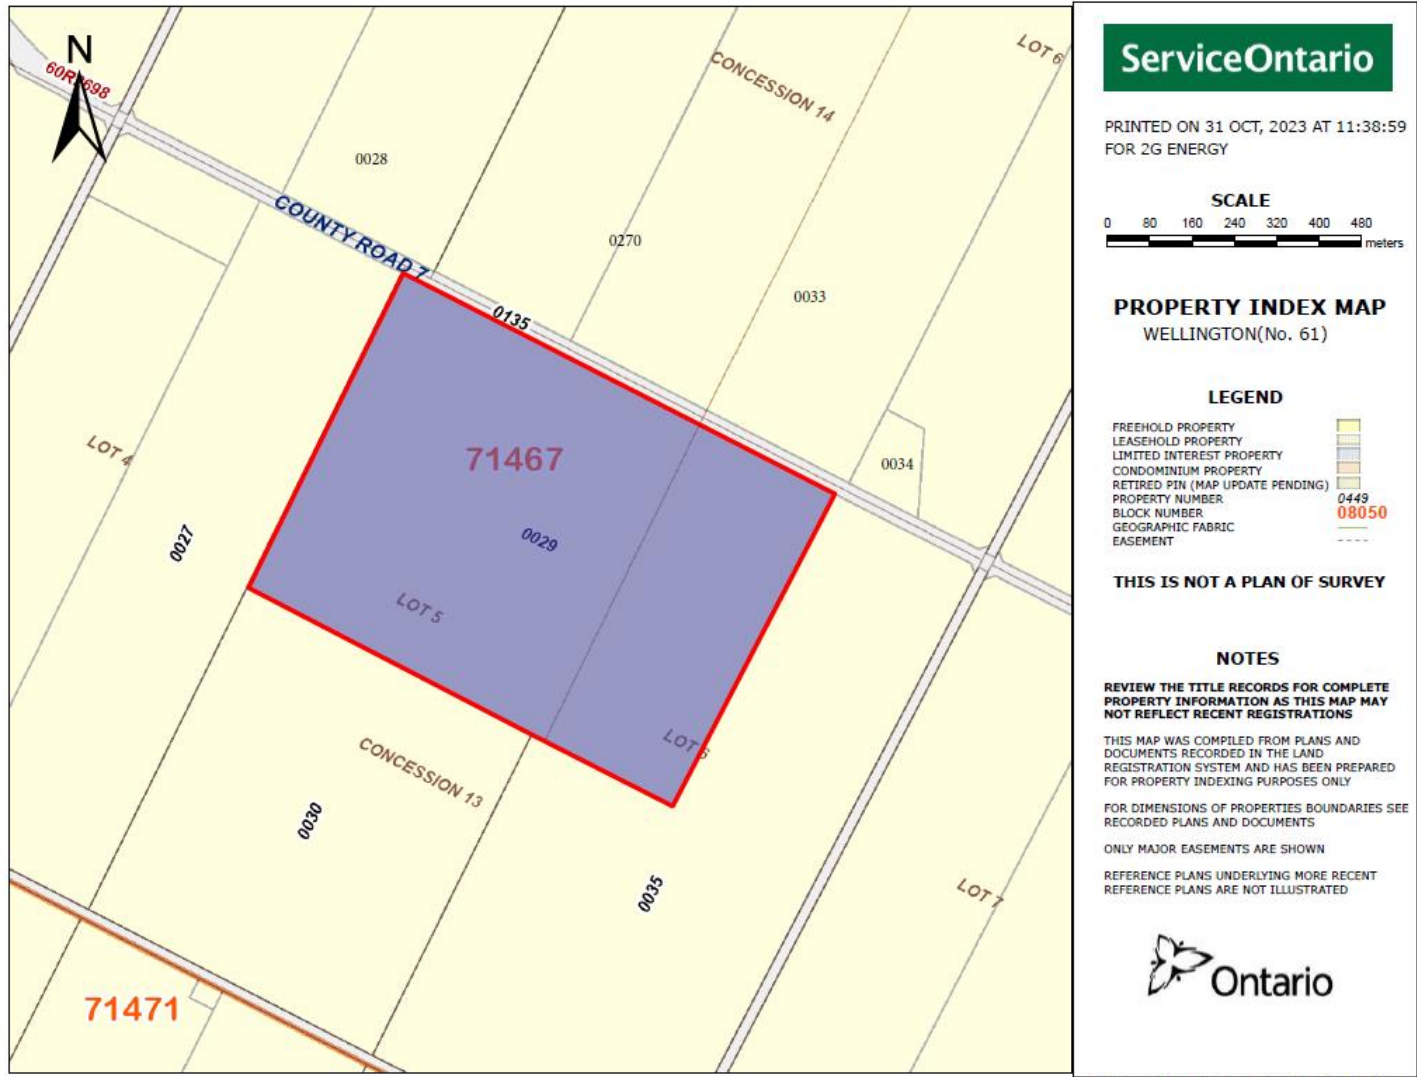 N
60R2698
CONCESSION 14
LOT 6
0028
COUNTY ROAD 7
0270
0033
0135
LOT 4
71467
0034
0027
0029
LOT 5
LOT 6
CONCESSION 13
0030
0035
LOT 7
71471
ServiceOntario
PRINTED ON 31 OCT, 2023 AT 11:38:59
FOR 2G ENERGY
SCALE
0 80 160 240 320 400 480
meters
PROPERTY INDEX MAP
WELLINGTON(No. 61)
LEGEND
FREEHOLD PROPERTY
LEASEHOLD PROPERTY
LIMITED INTEREST PROPERTY
CONDOMINIUM PROPERTY
RETIRED PIN (MAP UPDATE PENDING)
PROPERTY NUMBER 0449
BLOCK NUMBER 08050
GEOGRAPHIC FABRIC
EASEMENT
THIS IS NOT A PLAN OF SURVEY
NOTES
REVIEW THE TITLE RECORDS FOR COMPLETE
PROPERTY INFORMATION AS THIS MAP MAY
NOT REFLECT RECENT REGISTRATIONS
THIS MAP WAS COMPILED FROM PLANS AND
DOCUMENTS RECORDED IN THE LAND
REGISTRATION SYSTEM AND HAS BEEN PREPARED
FOR PROPERTY INDEXING PURPOSES ONLY
FOR DIMENSIONS OF PROPERTIES BOUNDARIES SEE
RECORDED PLANS AND DOCUMENTS
ONLY MAJOR EASEMENTS ARE SHOWN
REFERENCE PLANS UNDERLYING MORE RECENT
REFERENCE PLANS ARE NOT ILLUSTRATED
Ontario